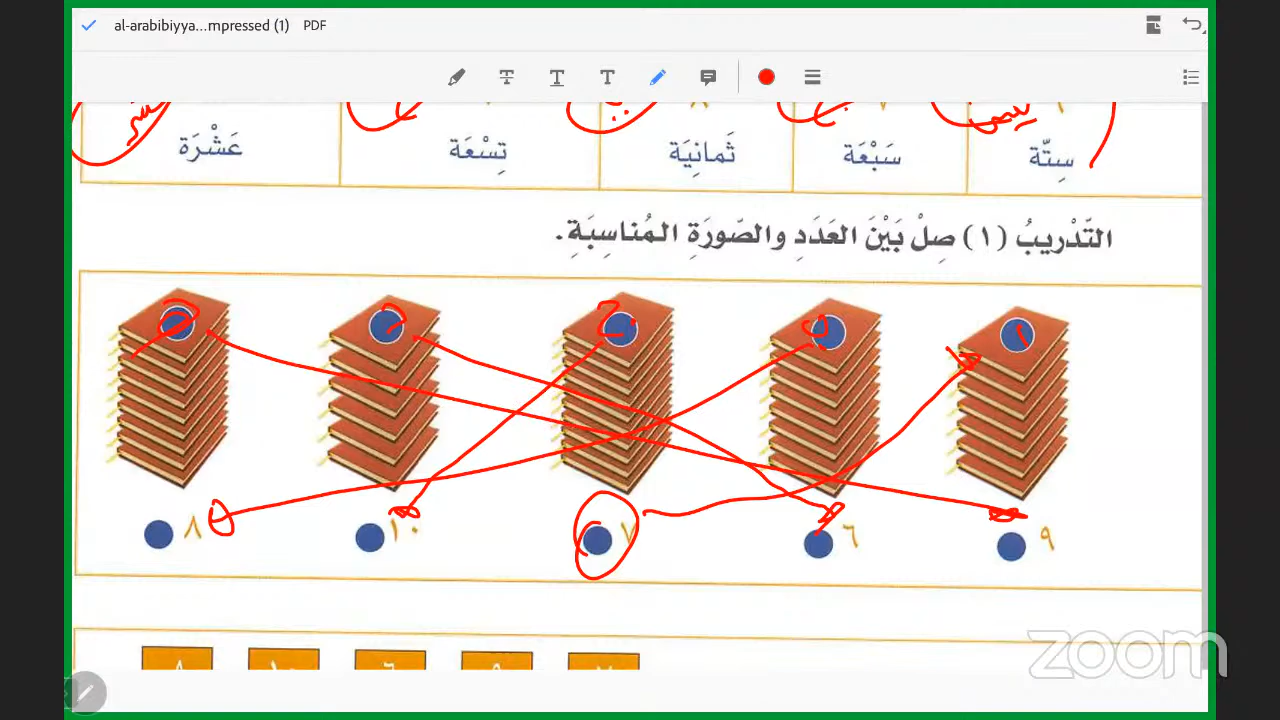 al-arabibiyya...mpressed (1) PDF
سِتّة سَبْعَة ثَمانِيَة تِسْعَة عَشْرَة
التّدْرِيبُ (١) صِلْ بَيْنَ العَدَدِ والصّورَةِ المُناسِبَةِ.
٩ ٦ ٧ ١٠ ٨
zoom